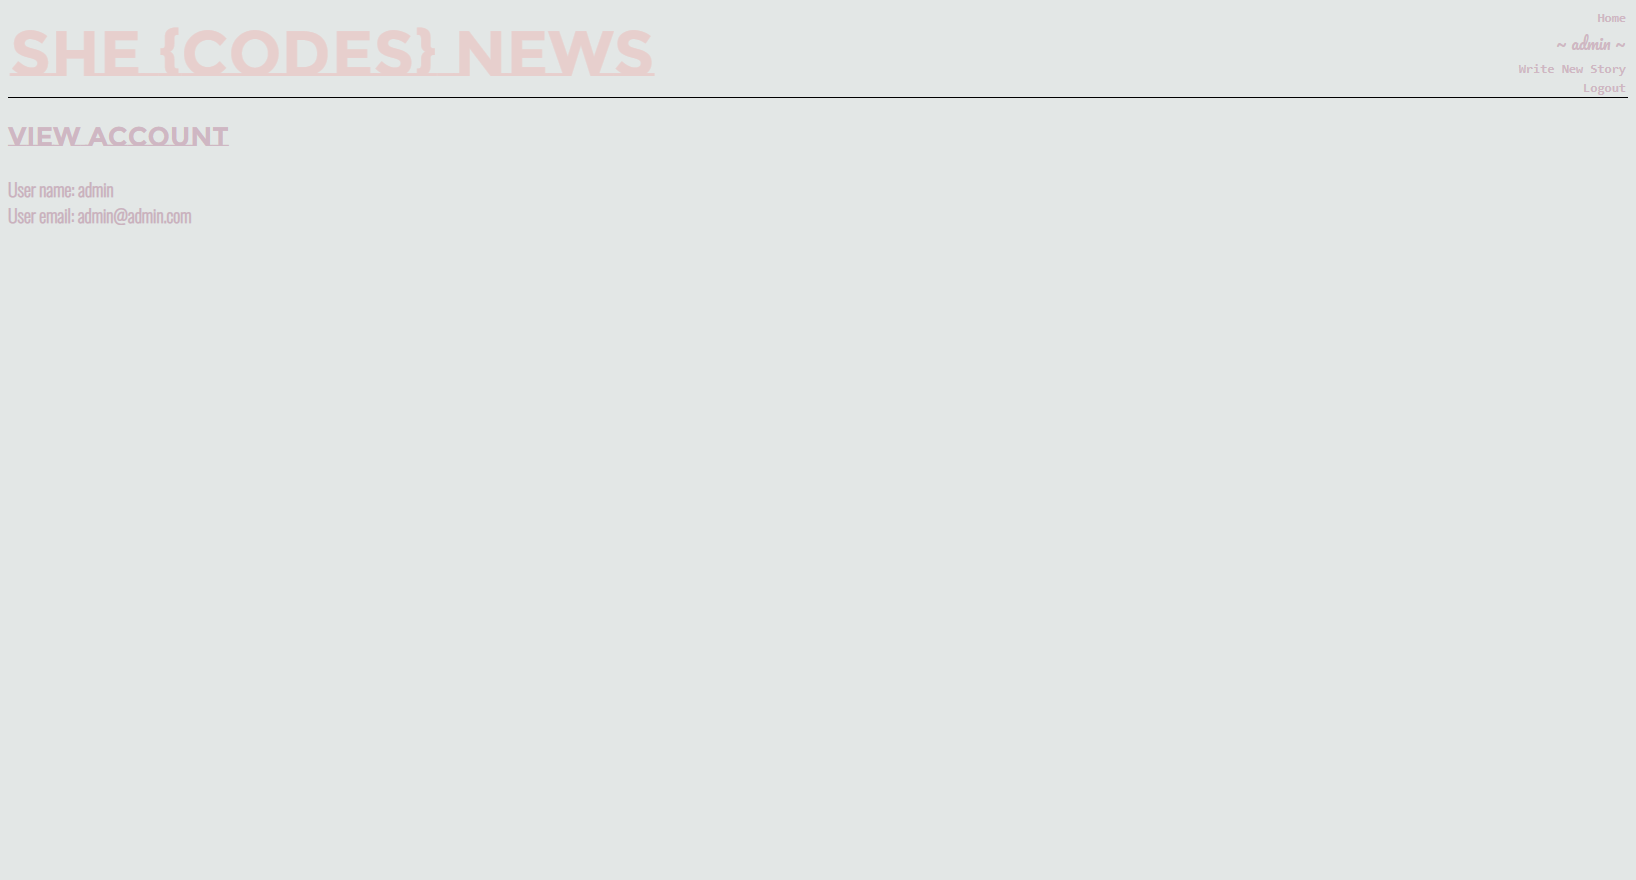 SHE {CODES} NEWS
Home
~ admin ~
Write New Story
Logout
VIEW ACCOUNT
User name: admin
User email: admin@admin.com